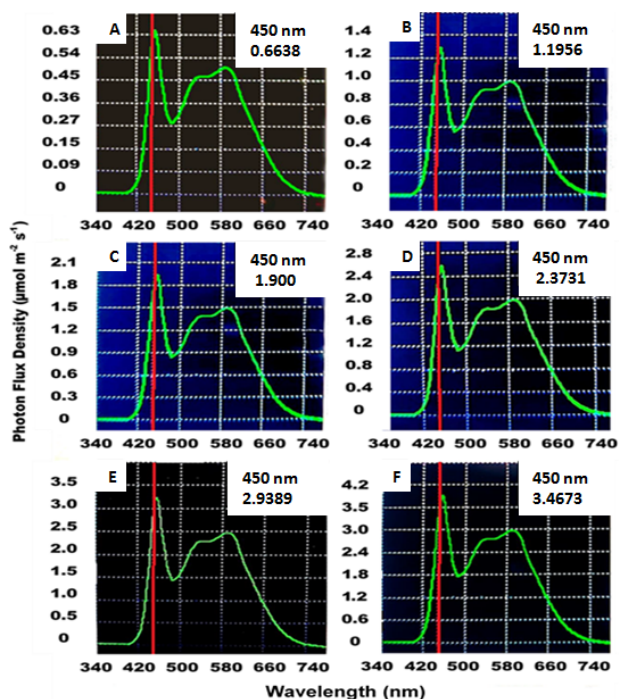 A
450 nm
0.6638
0.63
0.54
0.45
0.36
0.27
0.15
0.09
0
340 420 500 580 660 740
B
450 nm
1.1956
1.4
1.2
1.0
0.8
0.6
0.4
0.2
0
340 420 500 580 660 740
C
450 nm
1.900
2.1
1.8
1.5
1.2
0.9
0.6
0.3
0
340 420 500 580 660 740
D
450 nm
2.3731
2.8
2.4
2.0
1.6
1.2
0.8
0.4
0
340 420 500 580 660 740
E
450 nm
2.9389
3.5
3.0
2.5
2.0
1.5
1.0
0.5
0
340 420 500 580 660 740
F
450 nm
3.4673
4.2
3.6
3.0
2.4
1.8
1.2
0.6
0
340 420 500 580 660 740
Photon Flux Density (µmol m⁻² s⁻¹)
Wavelength (nm)